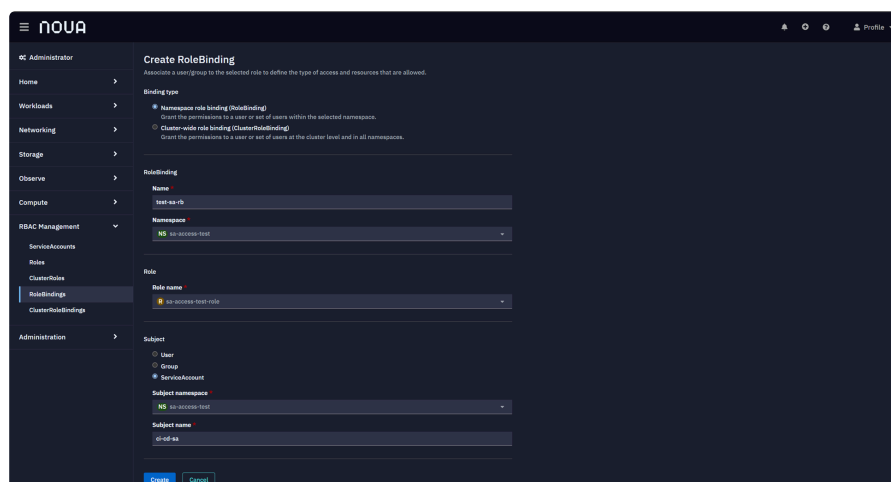 NOVA
Profile
Administrator
Home
Workloads
Networking
Storage
Observe
Compute
RBAC Management
ServiceAccounts
Roles
ClusterRoles
RoleBindings
ClusterRoleBindings
Administration
Create RoleBinding
Associate a user/group to the selected role to define the type of access and resources that are allowed.
Binding type
Namespace role binding (RoleBinding)
Grant the permissions to a user or set of users within the selected namespace.
Cluster-wide role binding (ClusterRoleBinding)
Grant the permissions to a user or set of users at the cluster level and in all namespaces.
RoleBinding
Name *
test-sa-rb
Namespace *
NS sa-access-test
Role
Role name *
R sa-access-test-role
Subject
User
Group
ServiceAccount
Subject namespace *
NS sa-access-test
Subject name *
ci-cd-sa
Create Cancel